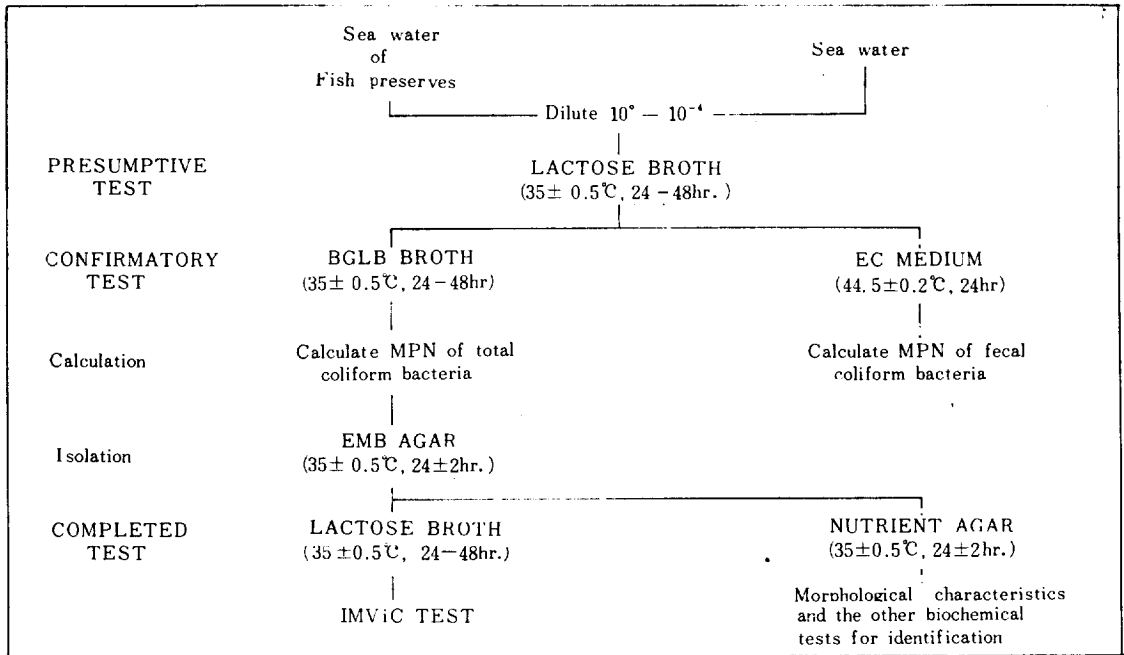 Sea water
of
Fish preserves
Sea water
Dilute 10° — 10⁻⁴
PRESUMPTIVE
TEST
LACTOSE BROTH
(35± 0.5℃, 24 –48hr. )
CONFIRMATORY
TEST
BGLB BROTH
(35± 0.5℃, 24–48hr)
EC MEDIUM
(44.5±0.2℃, 24hr)
Calculation
Calculate MPN of total
coliform bacteria
Calculate MPN of fecal
coliform bacteria
Isolation
EMB AGAR
(35± 0.5℃, 24±2hr.)
COMPLETED
TEST
LACTOSE BROTH
(35 ±0.5℃, 24–48hr.)
NUTRIENT AGAR
(35±0.5℃, 24±2hr.)
IMViC TEST
Morphological characteristics
and the other biochemical
tests for identification